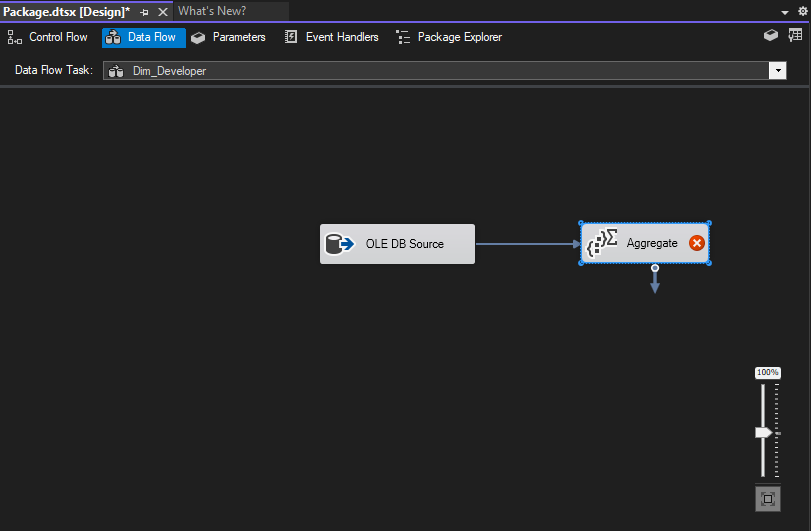 Package.dtsx [Design]* What's New?
Control Flow Data Flow Parameters Event Handlers Package Explorer
Data Flow Task: Dim_Developer
OLE DB Source Aggregate
100%